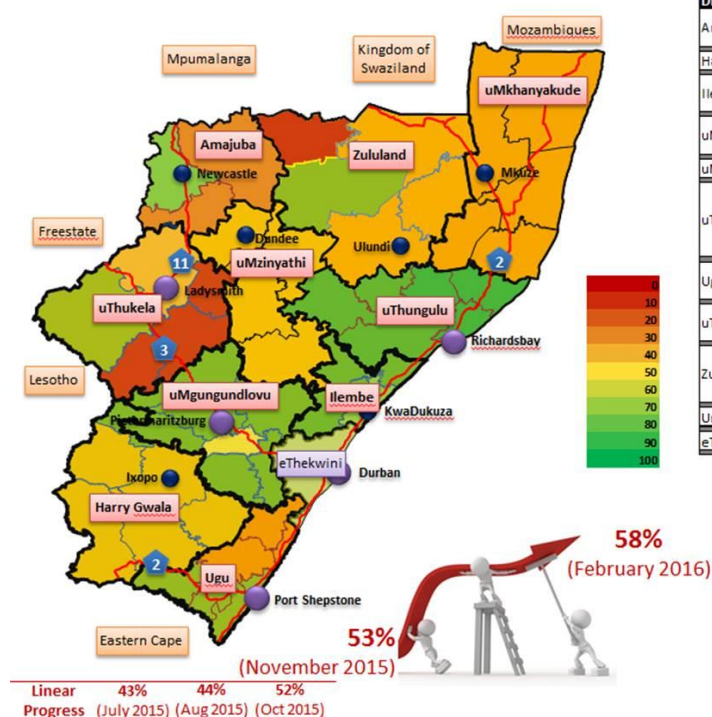 Mozambiques
Kingdom of
Swaziland
Mpumalanga
uMkhanyakude
Amajuba
Zululand
Newcastle
Mkuze
Freestate
Dundee
Ulundi
uMzinyathi
11
2
Ladysmith
uThukela
uThungulu
3
Richardsbay
Lesotho
uMgungundlovu
Ilembe
KwaDukuza
Pietermaritzburg
eThekwini
Ixopo
Durban
Harry Gwala
2
Ugu
Port Shepstone
Eastern Cape
0
10
20
30
40
50
60
70
80
90
100
58%
(February 2016)
53%
(November 2015)
Linear 43% 44% 52%
Progress (July 2015) (Aug 2015) (Oct 2015)